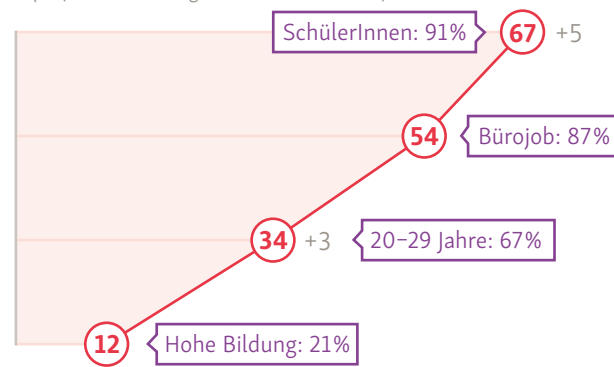 SchülerInnen: 91% 67 +5
54 Bürojob: 87%
34 +3 20–29 Jahre: 67%
12 Hohe Bildung: 21%